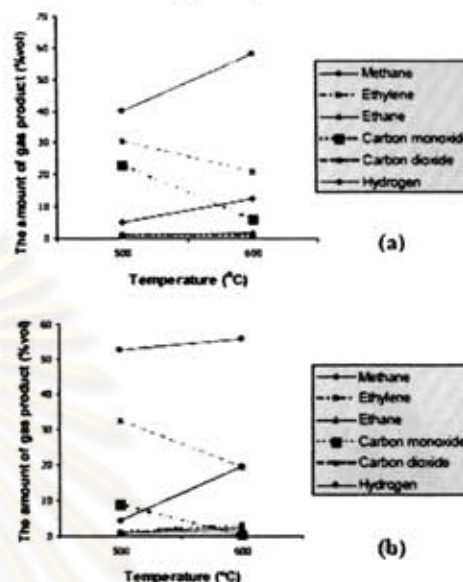 The amount of gas product (%vol)
60
50
40
30
20
10
0
500
600
Temperature (°C)
Methane
Ethylene
Ethane
Carbon monoxide
Carbon dioxide
Hydrogen
(a)
The amount of gas product (%vol)
60
50
40
30
20
10
0
500
600
Temperature (°C)
Methane
Ethylene
Ethane
Carbon monoxide
Carbon dioxide
Hydrogen
(b)